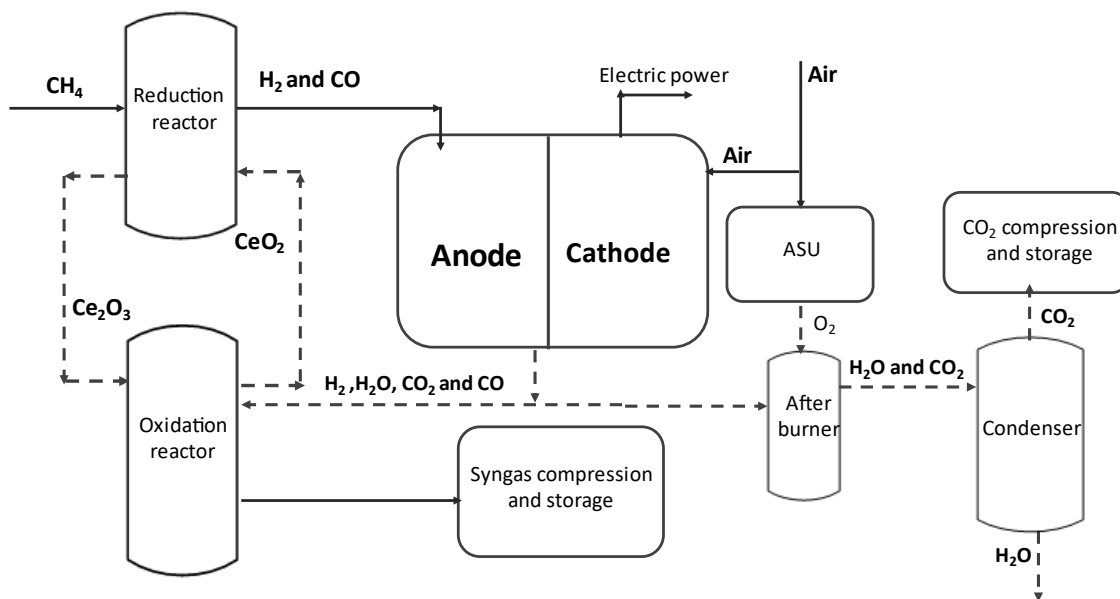 CH₄
Reduction
reactor
H₂ and CO
Electric power
Air
Air
CeO₂
Ce₂O₃
Anode
Cathode
ASU
O₂
CO₂ compression
and storage
CO₂
H₂ ,H₂O, CO₂ and CO
H₂O and CO₂
After
burner
Condenser
Oxidation
reactor
Syngas compression
and storage
H₂O